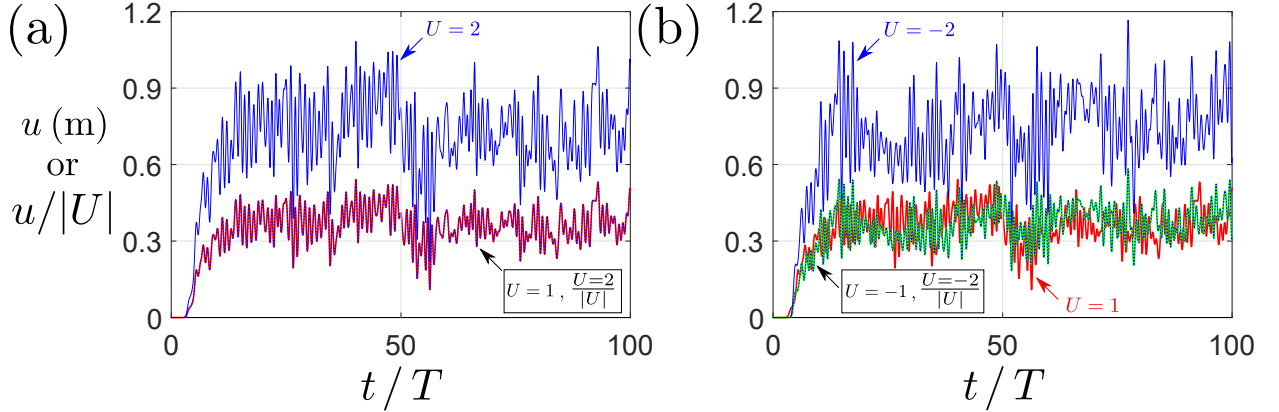 (a)
u (m)
or
u/|U|
1.2
0.9
0.6
0.3
0
U = 2
U = 1 , U=2/|U|
0
50
100
t / T
(b)
1.2
0.9
0.6
0.3
0
U = −2
U = −1 , U=−2/|U|
U = 1
0
50
100
t / T